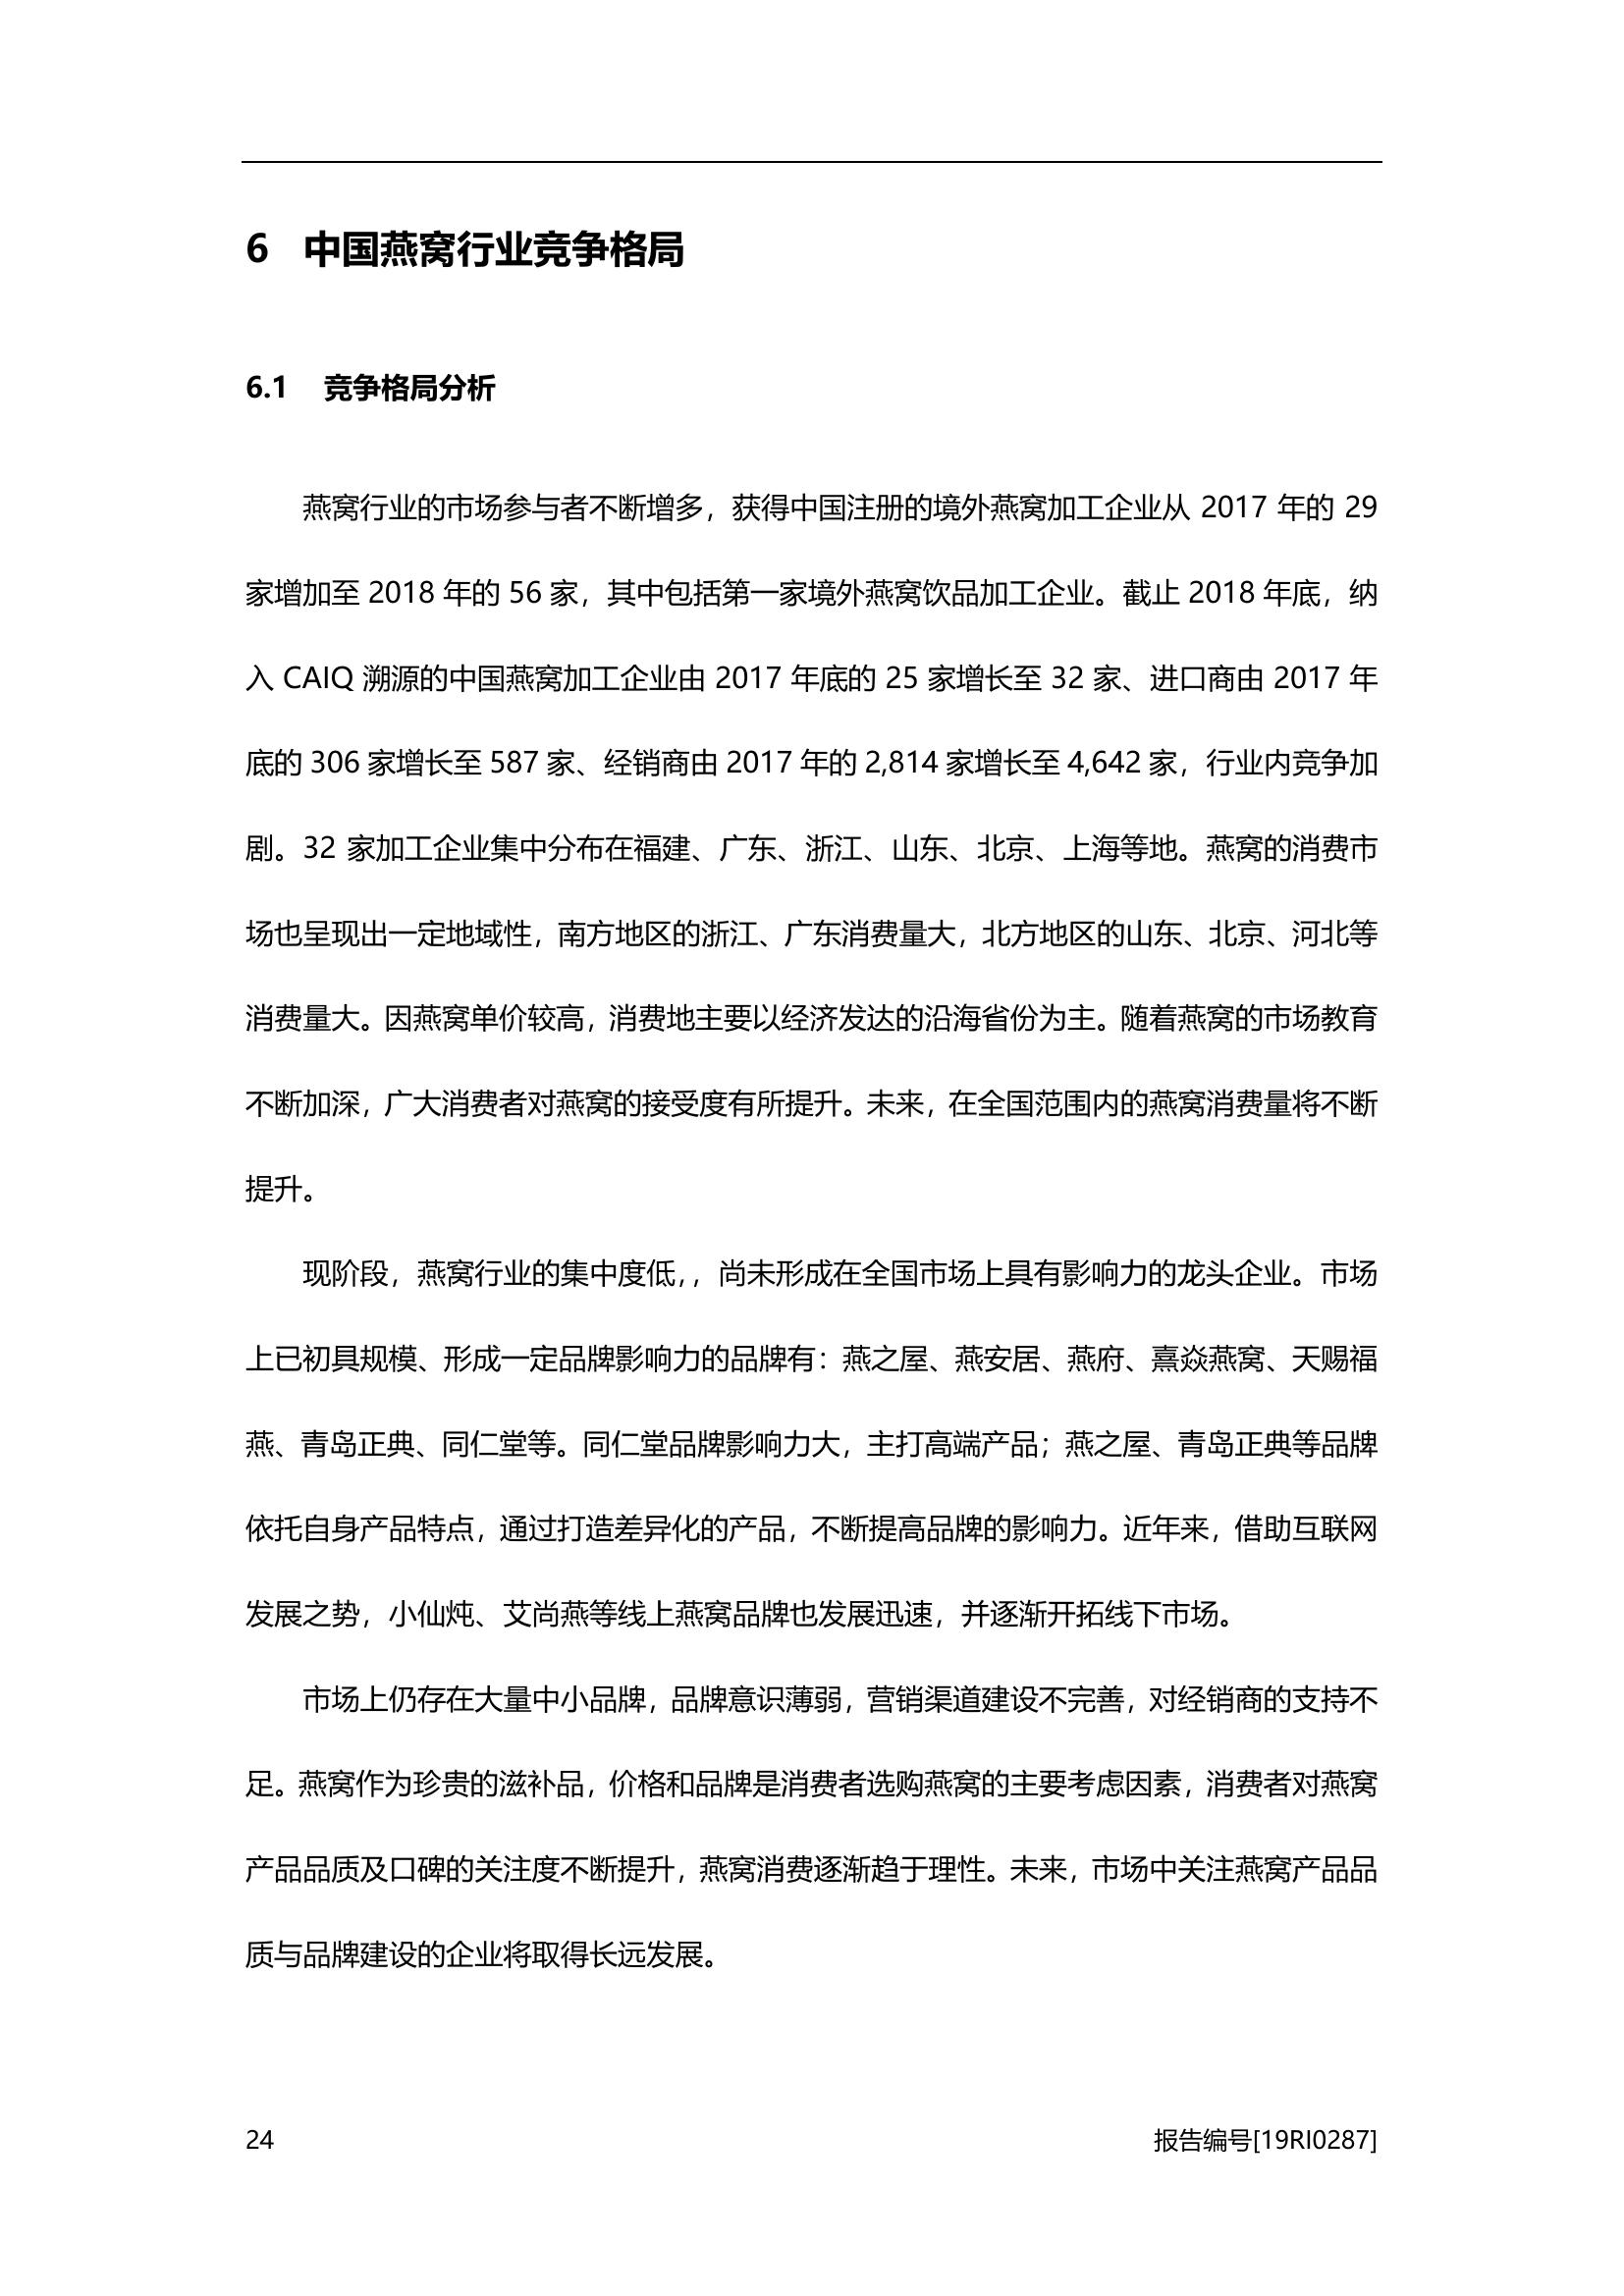 6 中国燕窝行业竞争格局
6.1 竞争格局分析
燕窝行业的市场参与者不断增多，获得中国注册的境外燕窝加工企业从 2017 年的 29
家增加至 2018 年的 56 家，其中包括第一家境外燕窝饮品加工企业。截止 2018 年底，纳
入 CAIQ 溯源的中国燕窝加工企业由 2017 年底的 25 家增长至 32 家、进口商由 2017 年
底的 306 家增长至 587 家、经销商由 2017 年的 2,814 家增长至 4,642 家，行业内竞争加
剧。32 家加工企业集中分布在福建、广东、浙江、山东、北京、上海等地。燕窝的消费市
场也呈现出一定地域性，南方地区的浙江、广东消费量大，北方地区的山东、北京、河北等
消费量大。因燕窝单价较高，消费地主要以经济发达的沿海省份为主。随着燕窝的市场教育
不断加深，广大消费者对燕窝的接受度有所提升。未来，在全国范围内的燕窝消费量将不断
提升。
现阶段，燕窝行业的集中度低，，尚未形成在全国市场上具有影响力的龙头企业。市场
上已初具规模、形成一定品牌影响力的品牌有：燕之屋、燕安居、燕府、熹焱燕窝、天赐福
燕、青岛正典、同仁堂等。同仁堂品牌影响力大，主打高端产品；燕之屋、青岛正典等品牌
依托自身产品特点，通过打造差异化的产品，不断提高品牌的影响力。近年来，借助互联网
发展之势，小仙炖、艾尚燕等线上燕窝品牌也发展迅速，并逐渐开拓线下市场。
市场上仍存在大量中小品牌，品牌意识薄弱，营销渠道建设不完善，对经销商的支持不
足。燕窝作为珍贵的滋补品，价格和品牌是消费者选购燕窝的主要考虑因素，消费者对燕窝
产品品质及口碑的关注度不断提升，燕窝消费逐渐趋于理性。未来，市场中关注燕窝产品品
质与品牌建设的企业将取得长远发展。
24 报告编号[19RI0287]